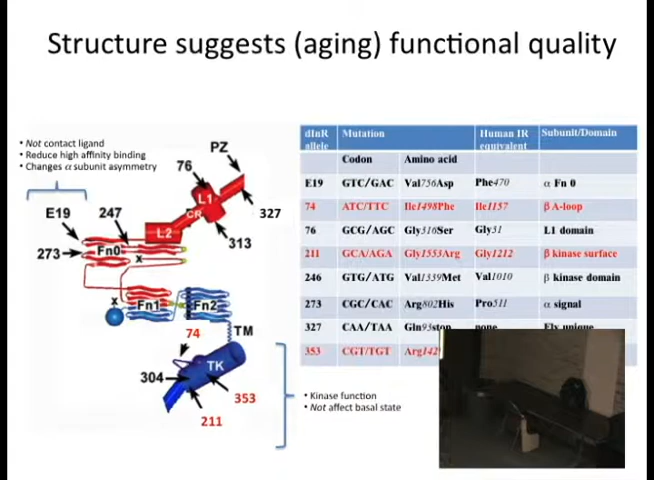 Structure suggests (aging) functional quality
• Not contact ligand
• Reduce high affinity binding
• Changes α subunit asymmetry
PZ
76
L1
E19
247
CR
327
L2
313
273
Fn0
x
x
Fn1
Fn2
74
TM
TK
304
353
211
dInR allele Mutation Human IR equivalent Subunit/Domain
Codon Amino acid
E19 GTC/GAC Val756Asp Phe470 α Fn 0
74 ATC/TTC Ile1498Phe Ile1157 β A-loop
76 GCG/AGC Gly516Ser Gly31 L1 domain
211 GCA/AGA Gly1553Arg Gly1212 β kinase surface
246 GTG/ATG Val1339Met Val1010 β kinase domain
273 CGC/CAC Arg802His Pro511 α signal
327 CAA/TAA Gln93stop none Fly unique
353 CGT/TGT
• Kinase function
• Not affect basal state